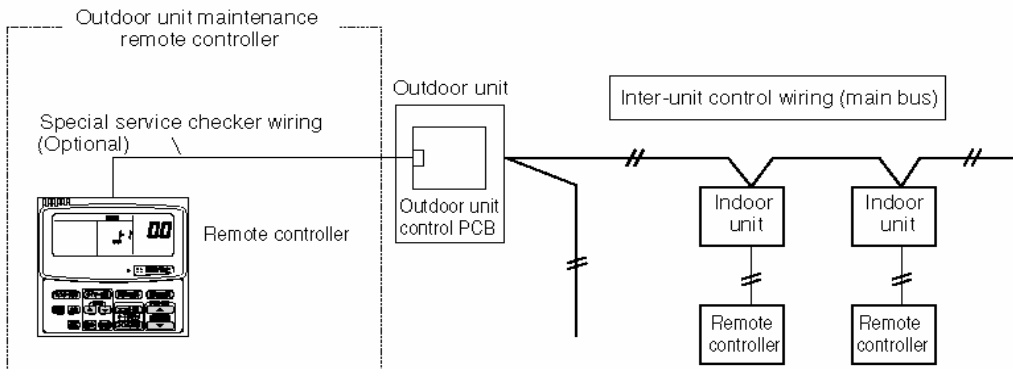 Outdoor unit maintenance
remote controller
Special service checker wiring
(Optional)
Remote controller
Outdoor unit
Outdoor unit
control PCB
Inter-unit control wiring (main bus)
Indoor
unit
Indoor
unit
Remote
controller
Remote
controller